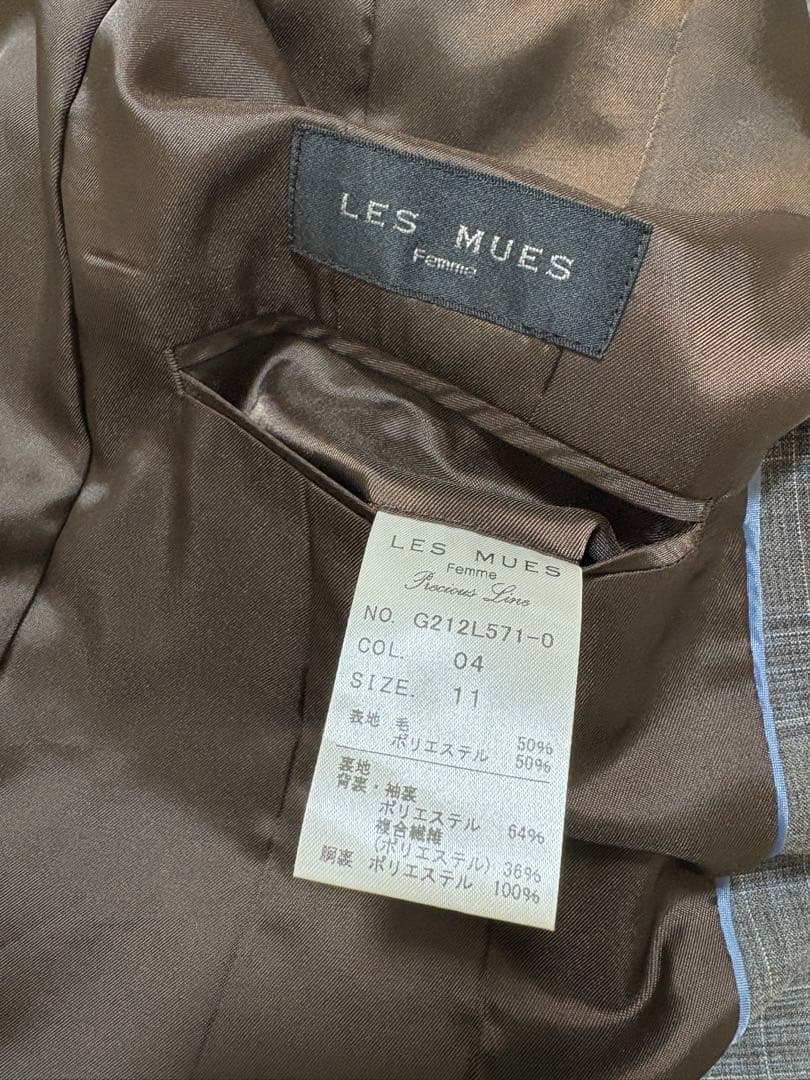 LES MUES
Femme
LES MUES
Femme
Precious Line
NO. G212L571-0
COL. 04
SIZE. 11
表地 毛 50%
ポリエステル 50%
裏地
背裏・袖裏
ポリエステル 64%
複合繊維
(ポリエステル) 36%
胴裏 ポリエステル 100%